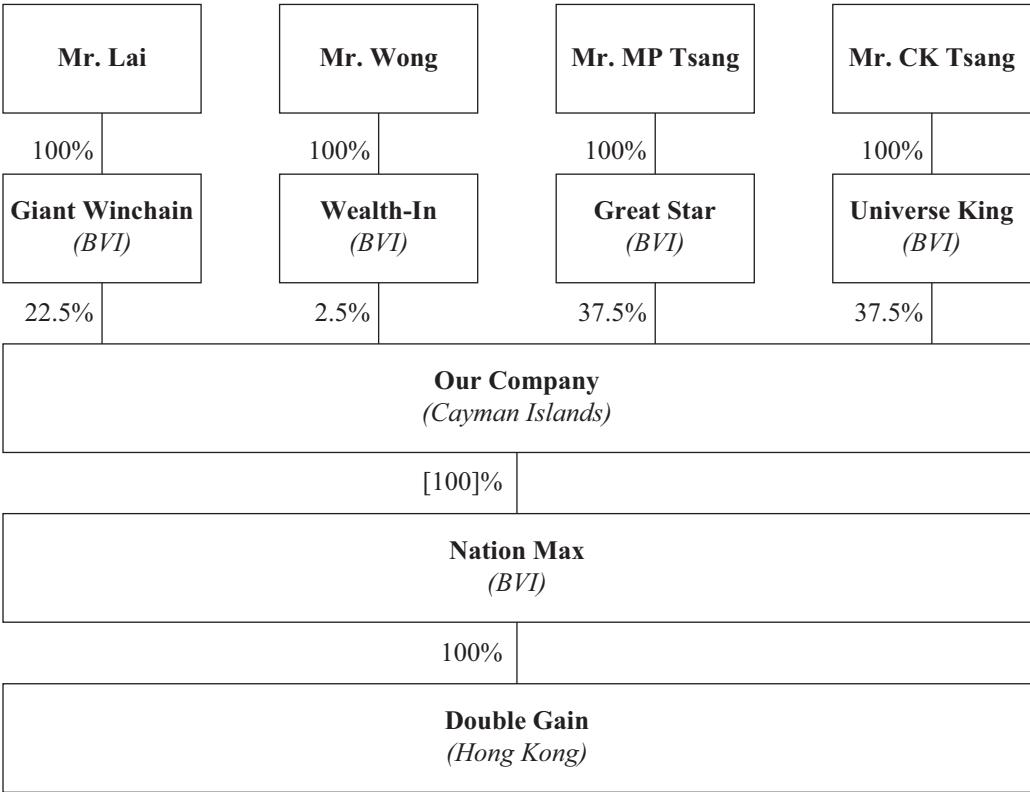 Mr. Lai
Mr. Wong
Mr. MP Tsang
Mr. CK Tsang
100%
100%
100%
100%
Giant Winchain
(BVI)
Wealth-In
(BVI)
Great Star
(BVI)
Universe King
(BVI)
22.5%
2.5%
37.5%
37.5%
Our Company
(Cayman Islands)
[100]%
Nation Max
(BVI)
100%
Double Gain
(Hong Kong)